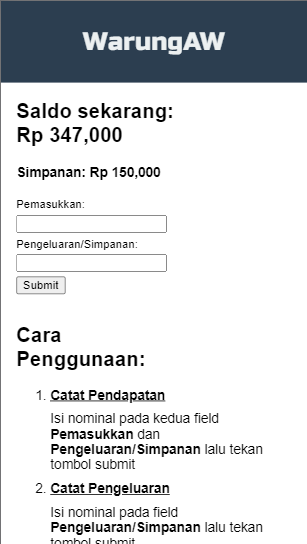 WarungAW
Saldo sekarang:
Rp 347,000
Simpanan: Rp 150,000
Pemasukkan:
Pengeluaran/Simpanan:
Submit
Cara
Penggunaan:
1. Catat Pendapatan
Isi nominal pada kedua field
Pemasukkan dan
Pengeluaran/Simpanan lalu tekan
tombol submit
2. Catat Pengeluaran
Isi nominal pada field
Pengeluaran/Simpanan lalu tekan
tombol submit